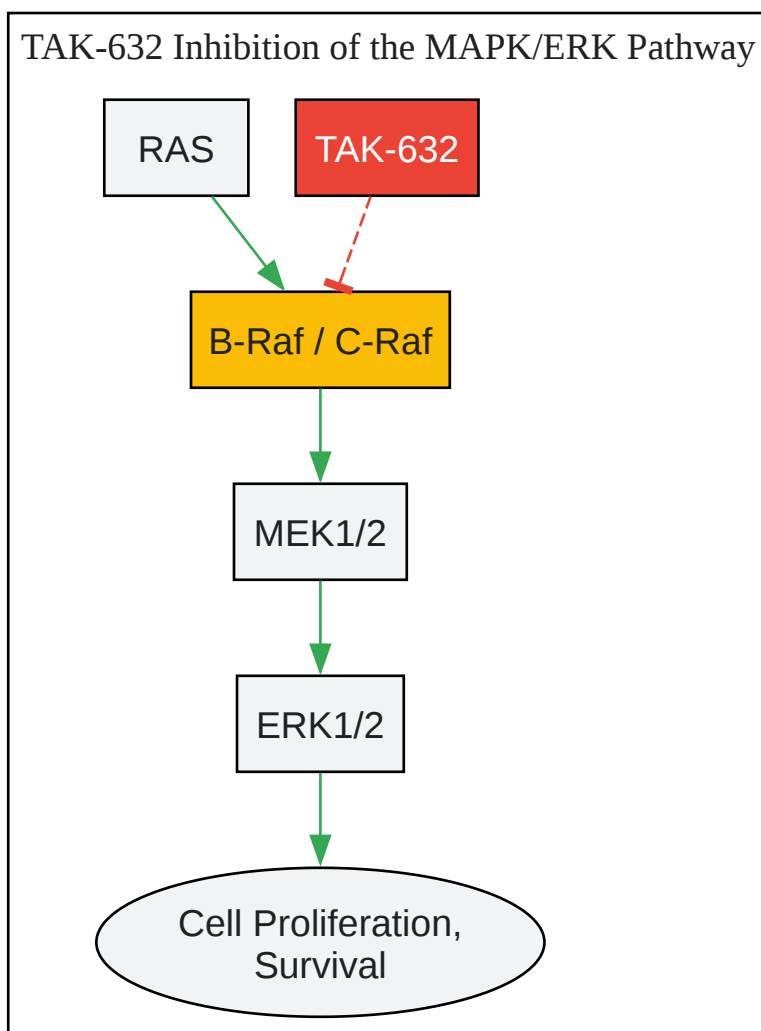 TAK-632 Inhibition of the MAPK/ERK Pathway
RAS
TAK-632
B-Raf / C-Raf
MEK1/2
ERK1/2
Cell Proliferation,
Survival